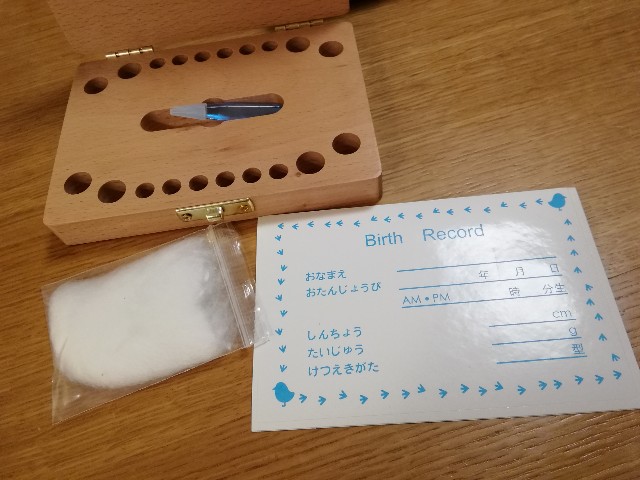 Birth Record
おなまえ
おたんじょうび 年 月 日
AM・PM 時 分生
しんちょう cm
たいじゅう g
けつえきがた 型